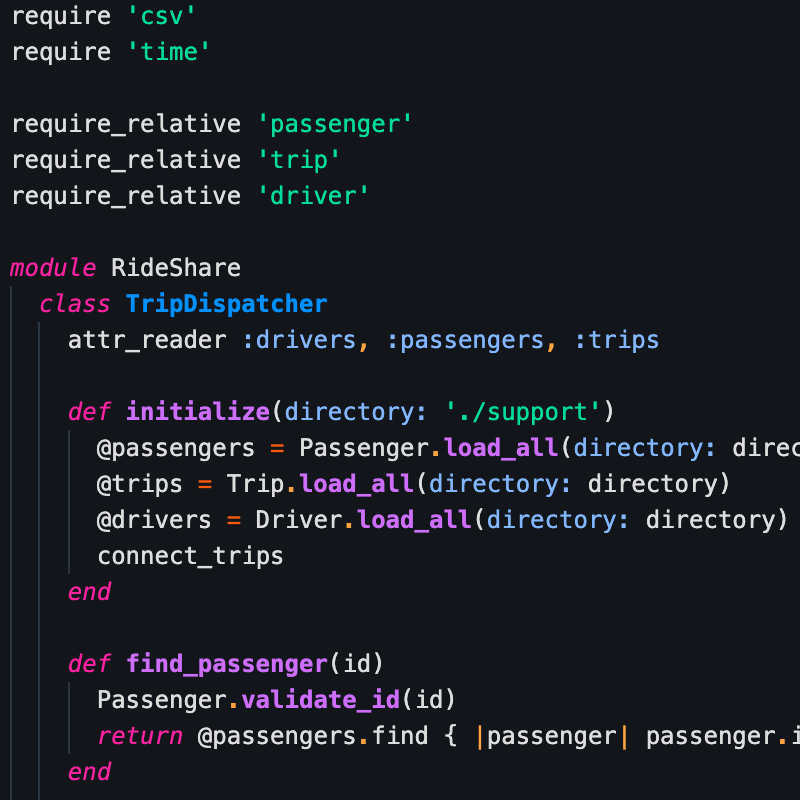 require 'csv'
require 'time'
require_relative 'passenger'
require_relative 'trip'
require_relative 'driver'
module RideShare
class TripDispatcher
attr_reader :drivers, :passengers, :trips
def initialize(directory: './support')
@passengers = Passenger.load_all(directory:
@trips = Trip.load_all(directory: directory)
@drivers = Driver.load_all(directory: directory)
connect_trips
end
def find_passenger(id)
Passenger.validate_id(id)
return @passengers.find { |passenger|
end